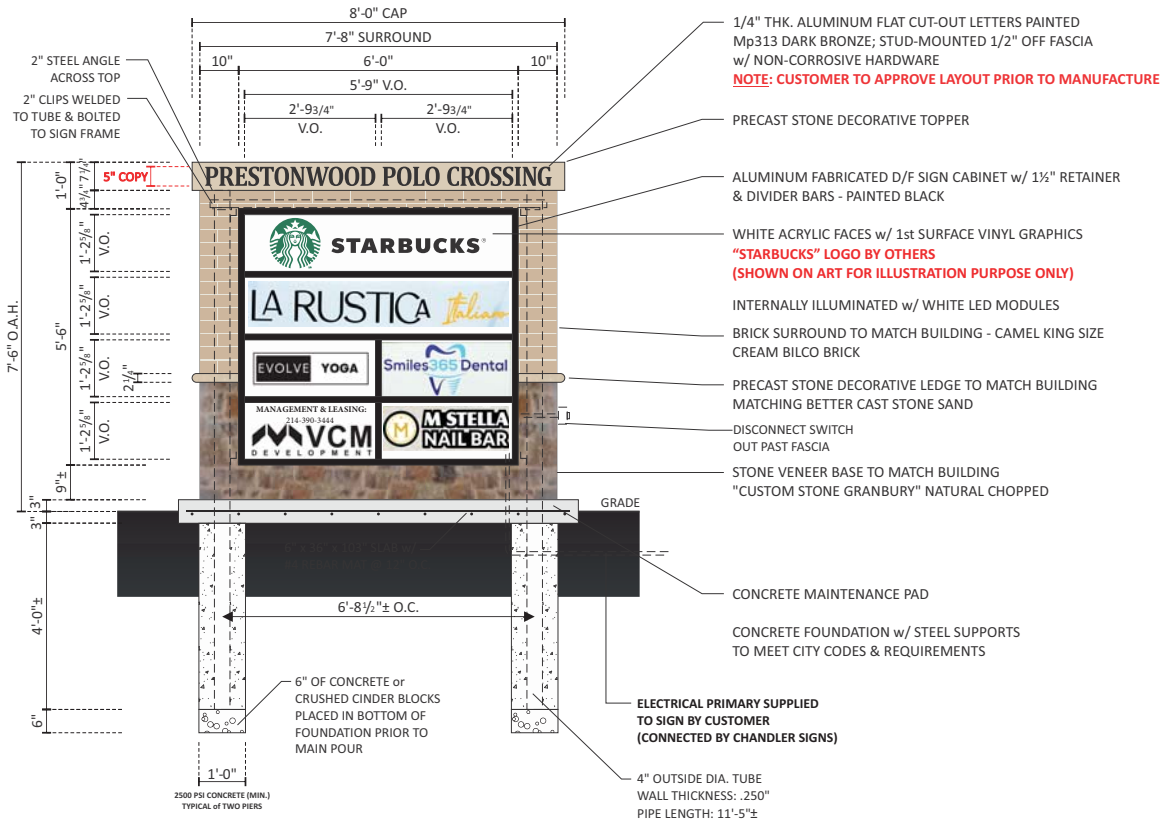 8'-0" CAP
7'-8" SURROUND
10"
6'-0"
10"
5'-9" V.O.
2'-9 3/4"
V.O.
2'-9 3/4"
V.O.
2" STEEL ANGLE
ACROSS TOP
2" CLIPS WELDED
TO TUBE & BOLTED
TO SIGN FRAME
1/4" THK. ALUMINUM FLAT CUT-OUT LETTERS PAINTED
Mp313 DARK BRONZE; STUD-MOUNTED 1/2" OFF FASCIA
w/ NON-CORROSIVE HARDWARE
NOTE: CUSTOMER TO APPROVE LAYOUT PRIOR TO MANUFACTURE
PRECAST STONE DECORATIVE TOPPER
ALUMINUM FABRICATED D/F SIGN CABINET w/ 1½" RETAINER
& DIVIDER BARS - PAINTED BLACK
WHITE ACRYLIC FACES w/ 1st SURFACE VINYL GRAPHICS
“STARBUCKS” LOGO BY OTHERS
(SHOWN ON ART FOR ILLUSTRATION PURPOSE ONLY)
INTERNALLY ILLUMINATED w/ WHITE LED MODULES
BRICK SURROUND TO MATCH BUILDING - CAMEL KING SIZE
CREAM BILCO BRICK
PRECAST STONE DECORATIVE LEDGE TO MATCH BUILDING
MATCHING BETTER CAST STONE SAND
DISCONNECT SWITCH
OUT PAST FASCIA
STONE VENEER BASE TO MATCH BUILDING
"CUSTOM STONE GRANBURY" NATURAL CHOPPED
GRADE
CONCRETE MAINTENANCE PAD
CONCRETE FOUNDATION w/ STEEL SUPPORTS
TO MEET CITY CODES & REQUIREMENTS
ELECTRICAL PRIMARY SUPPLIED
TO SIGN BY CUSTOMER
(CONNECTED BY CHANDLER SIGNS)
4" OUTSIDE DIA. TUBE
WALL THICKNESS: .250"
PIPE LENGTH: 11'-5"±
7'-6" O.A.H.
1'-0"
7 1/4"
4 3/4"
5" COPY
5'-6"
1'-2 5/8"
V.O.
1'-2 5/8"
V.O.
1'-2 5/8"
V.O.
2 1/4"
1'-2 5/8"
V.O.
9"±
3"
3"
4'-0"±
6"
PRESTONWOOD POLO CROSSING
STARBUCKS®
LA RUSTICA Italiano
EVOLVE YOGA
Smiles365 Dental
MANAGEMENT & LEASING:
214-390-3444
VCM
DEVELOPMENT
M
M STELLA
NAIL BAR
6" x 36" x 103" SLAB w/
6'-8 1/2"± O.C.
6" OF CONCRETE or
CRUSHED CINDER BLOCKS
PLACED IN BOTTOM OF
FOUNDATION PRIOR TO
MAIN POUR
1'-0"
2500 PSI CONCRETE (MIN.)
TYPICAL of TWO PIERS